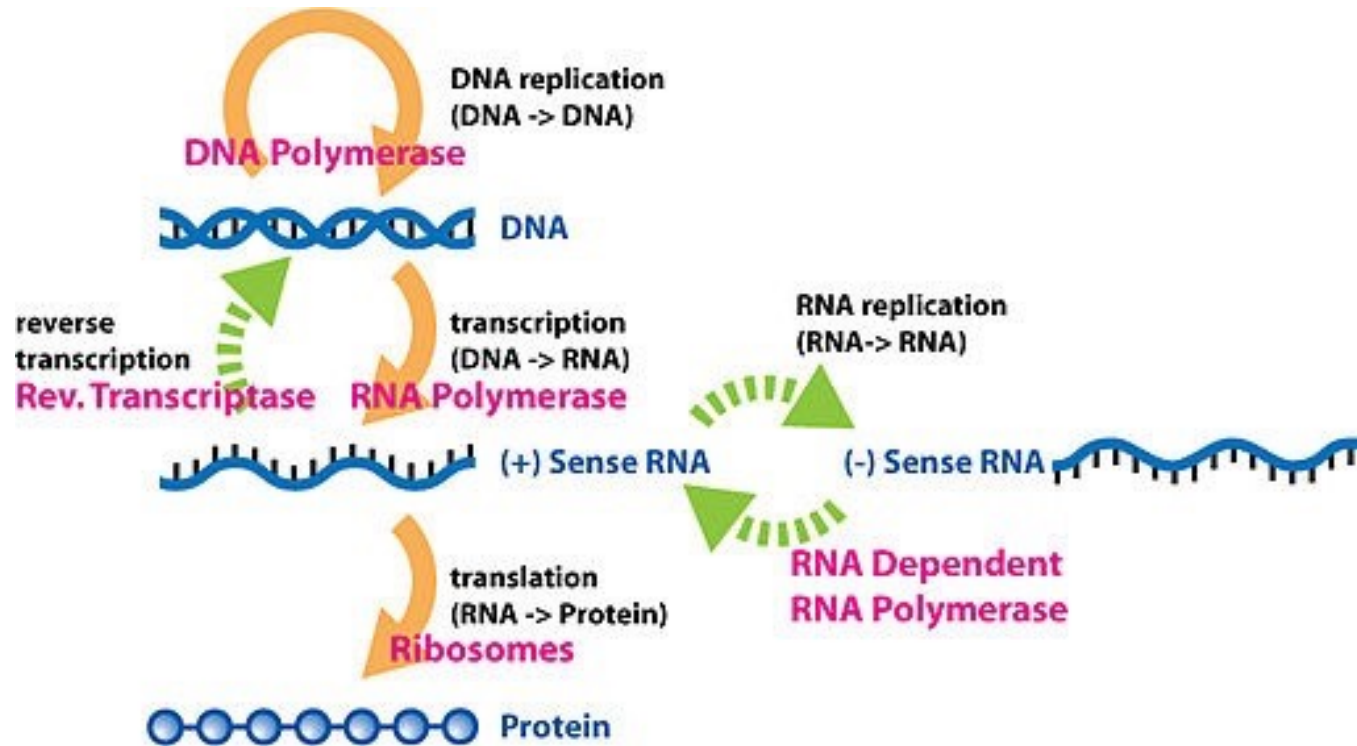 DNA replication
(DNA -> DNA)
DNA Polymerase
DNA
reverse
transcription
Rev. Transcriptase
transcription
(DNA -> RNA)
RNA Polymerase
RNA replication
(RNA-> RNA)
(+) Sense RNA
(-) Sense RNA
RNA Dependent
RNA Polymerase
translation
(RNA -> Protein)
Ribosomes
Protein